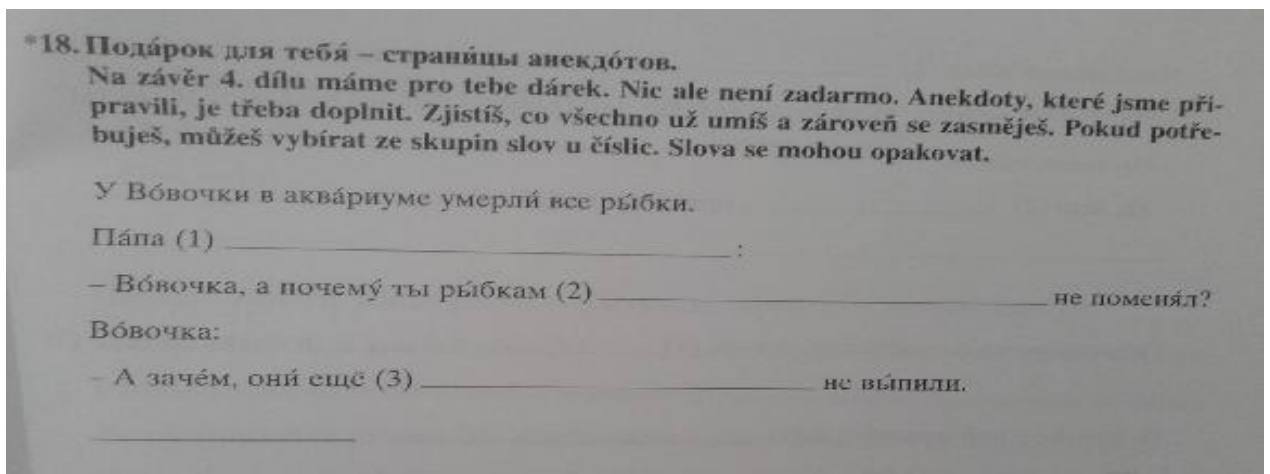 *18. Пода́рок для тебя́ – страни́цы анекдо́тов.
Na závěr 4. dílu máme pro tebe dárek. Nic ale není zadarmo. Anekdoty, které jsme při-
pravili, je třeba doplnit. Zjistíš, co všechno už umíš a zároveň se zasměješ. Pokud potře-
buješ, můžeš vybírat ze skupin slov u číslic. Slova se mohou opakovat.
У Во́вочки в аква́риуме умерли́ все ры́бки.
Па́па (1) ______________________________ :
– Во́вочка, а почему́ ты ры́бкам (2) ______________________________ не поменя́л?
Во́вочка:
– А заче́м, они́ ещё (3) ______________________________ не вы́пили.